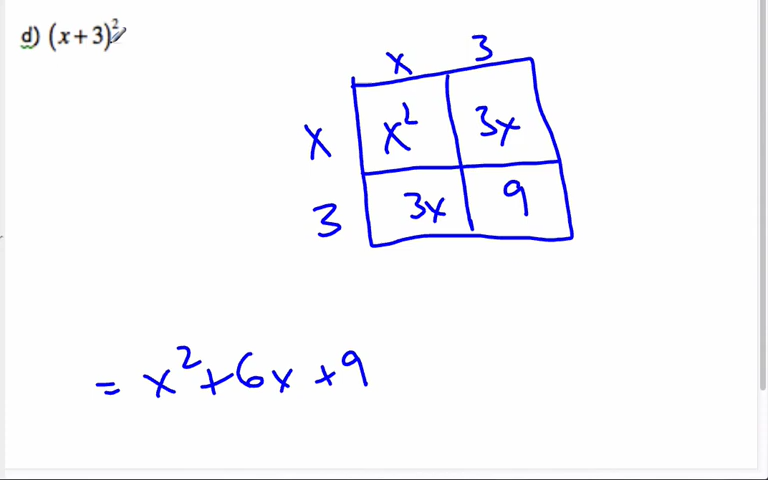 d) (x+3)²
x 3
x x² 3x
3 3x 9
= x² + 6x + 9